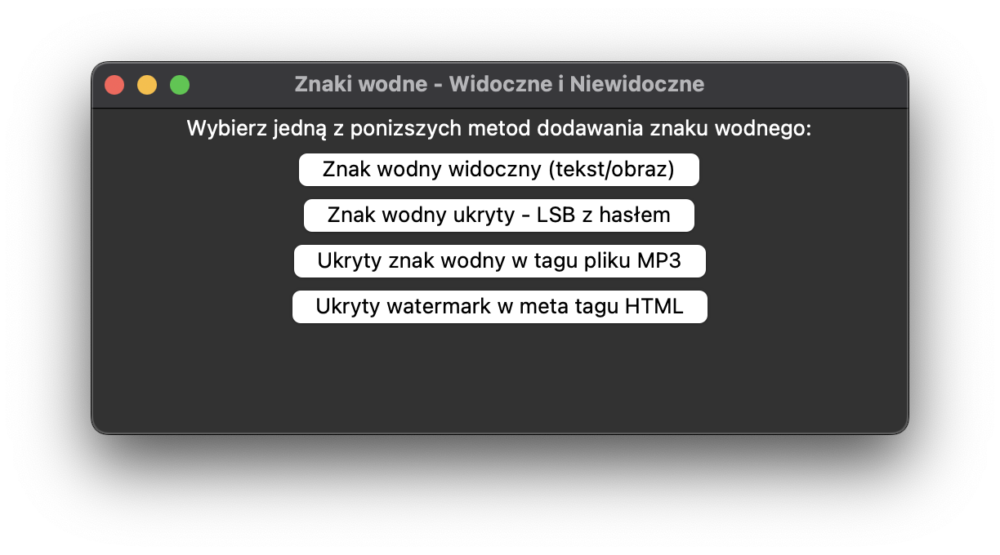 Znaki wodne - Widoczne i Niewidoczne
Wybierz jedną z ponizszych metod dodawania znaku wodnego:
Znak wodny widoczny (tekst/obraz)
Znak wodny ukryty - LSB z hasłem
Ukryty znak wodny w tagu pliku MP3
Ukryty watermark w meta tagu HTML